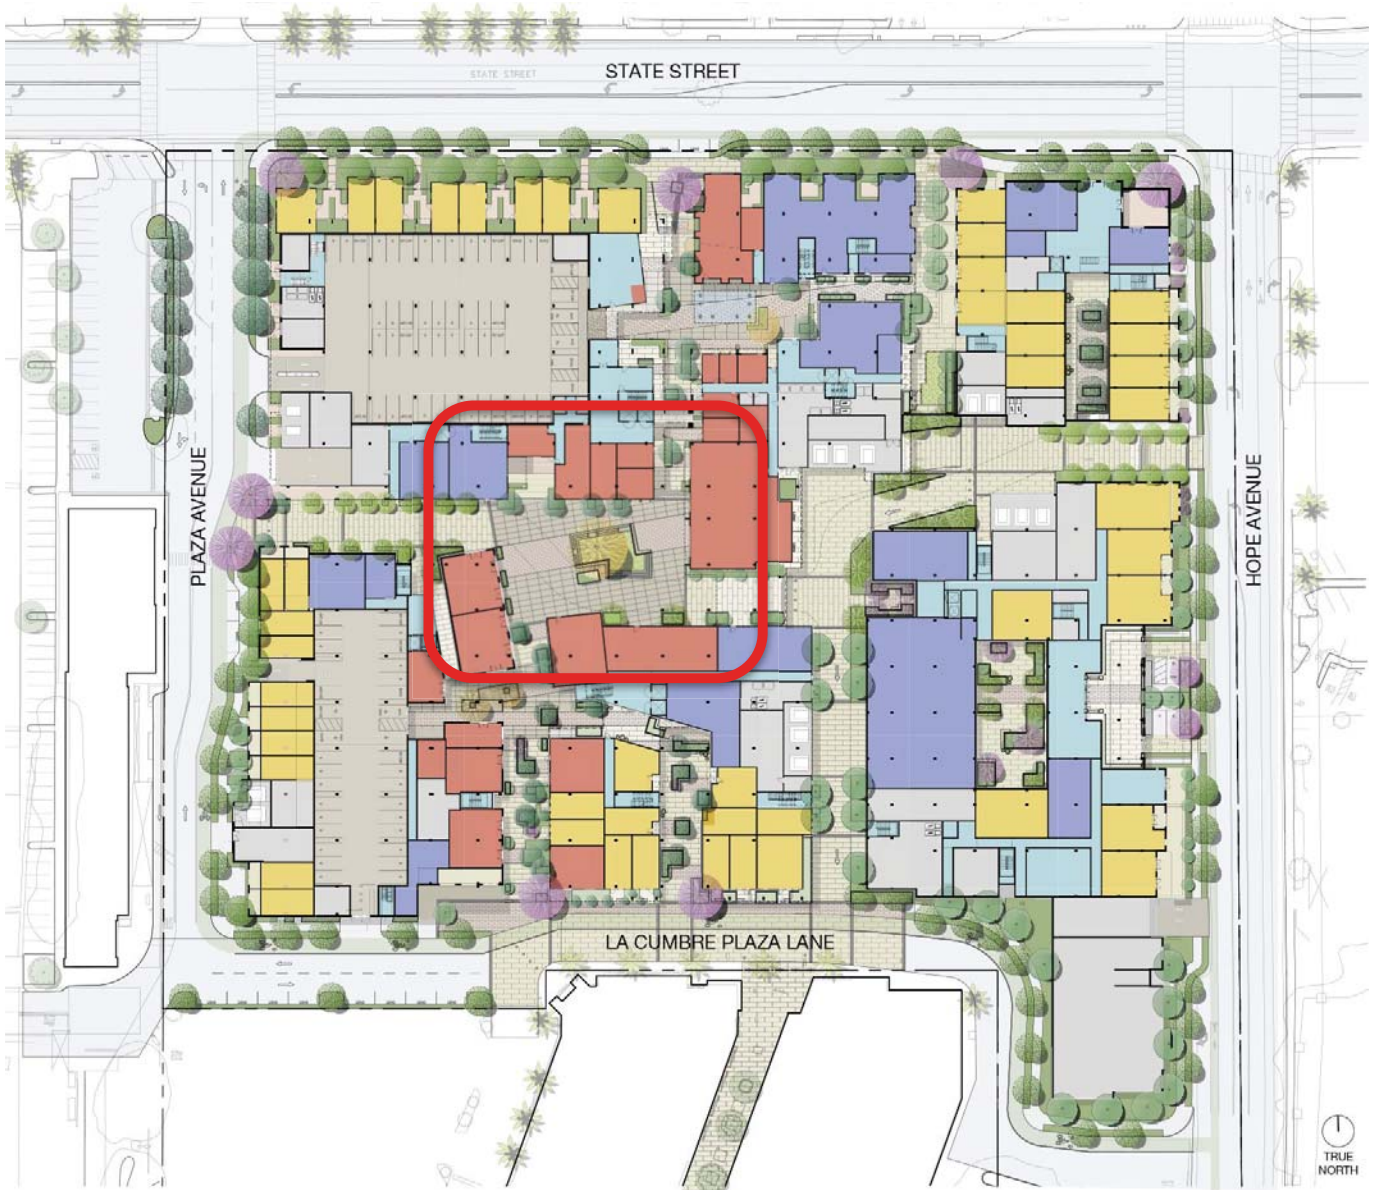 STATE STREET
STATE STREET
PLAZA AVENUE
HOPE AVENUE
LA CUMBRE PLAZA LANE
TRUE
NORTH